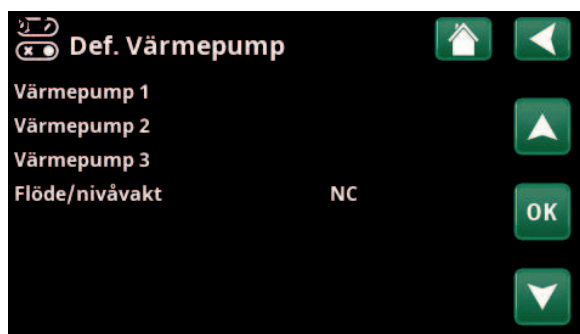 Def. Värmepump
Värmepump 1
Värmepump 2
Värmepump 3
Flöde/nivåvakt NC
OK